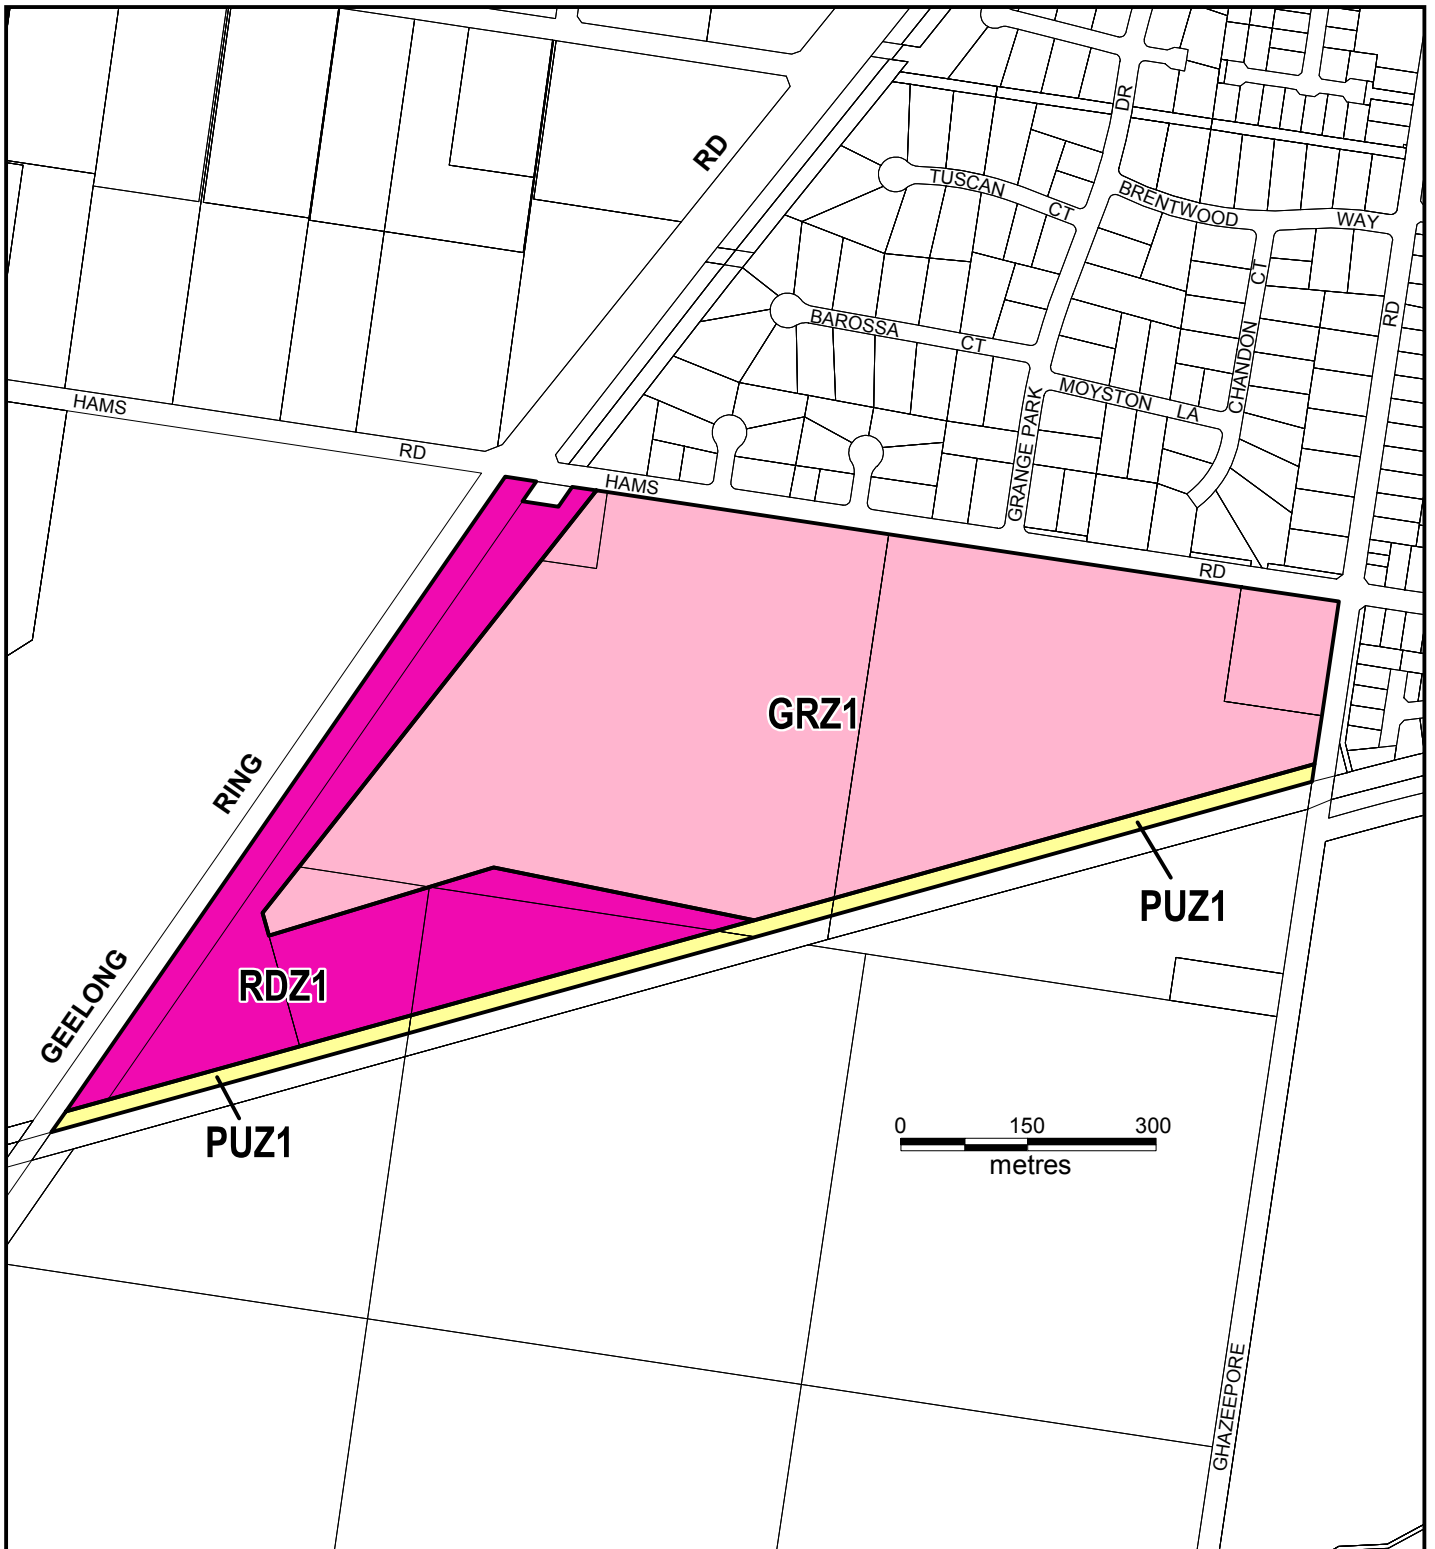 DR
RD
TUSCAN
CT
BRENTWOOD
WAY
CHANDON CT
RD
BAROSSA
CT
MOYSTON
LA
GRANGE PARK
HAMS
RD
HAMS
RD
GRZ1
RING
PUZ1
GEELONG
RDZ1
PUZ1
0 150 300
metres
GHAZEEPORE